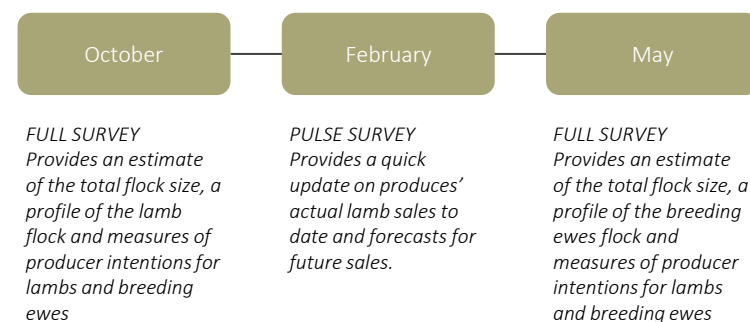 October
February
May
FULL SURVEY
Provides an estimate
of the total flock size, a
profile of the lamb
flock and measures of
producer intentions for
lambs and breeding
ewes
PULSE SURVEY
Provides a quick
update on produces’
actual lamb sales to
date and forecasts for
future sales.
FULL SURVEY
Provides an estimate
of the total flock size, a
profile of the breeding
ewes flock and
measures of producer
intentions for lambs
and breeding ewes